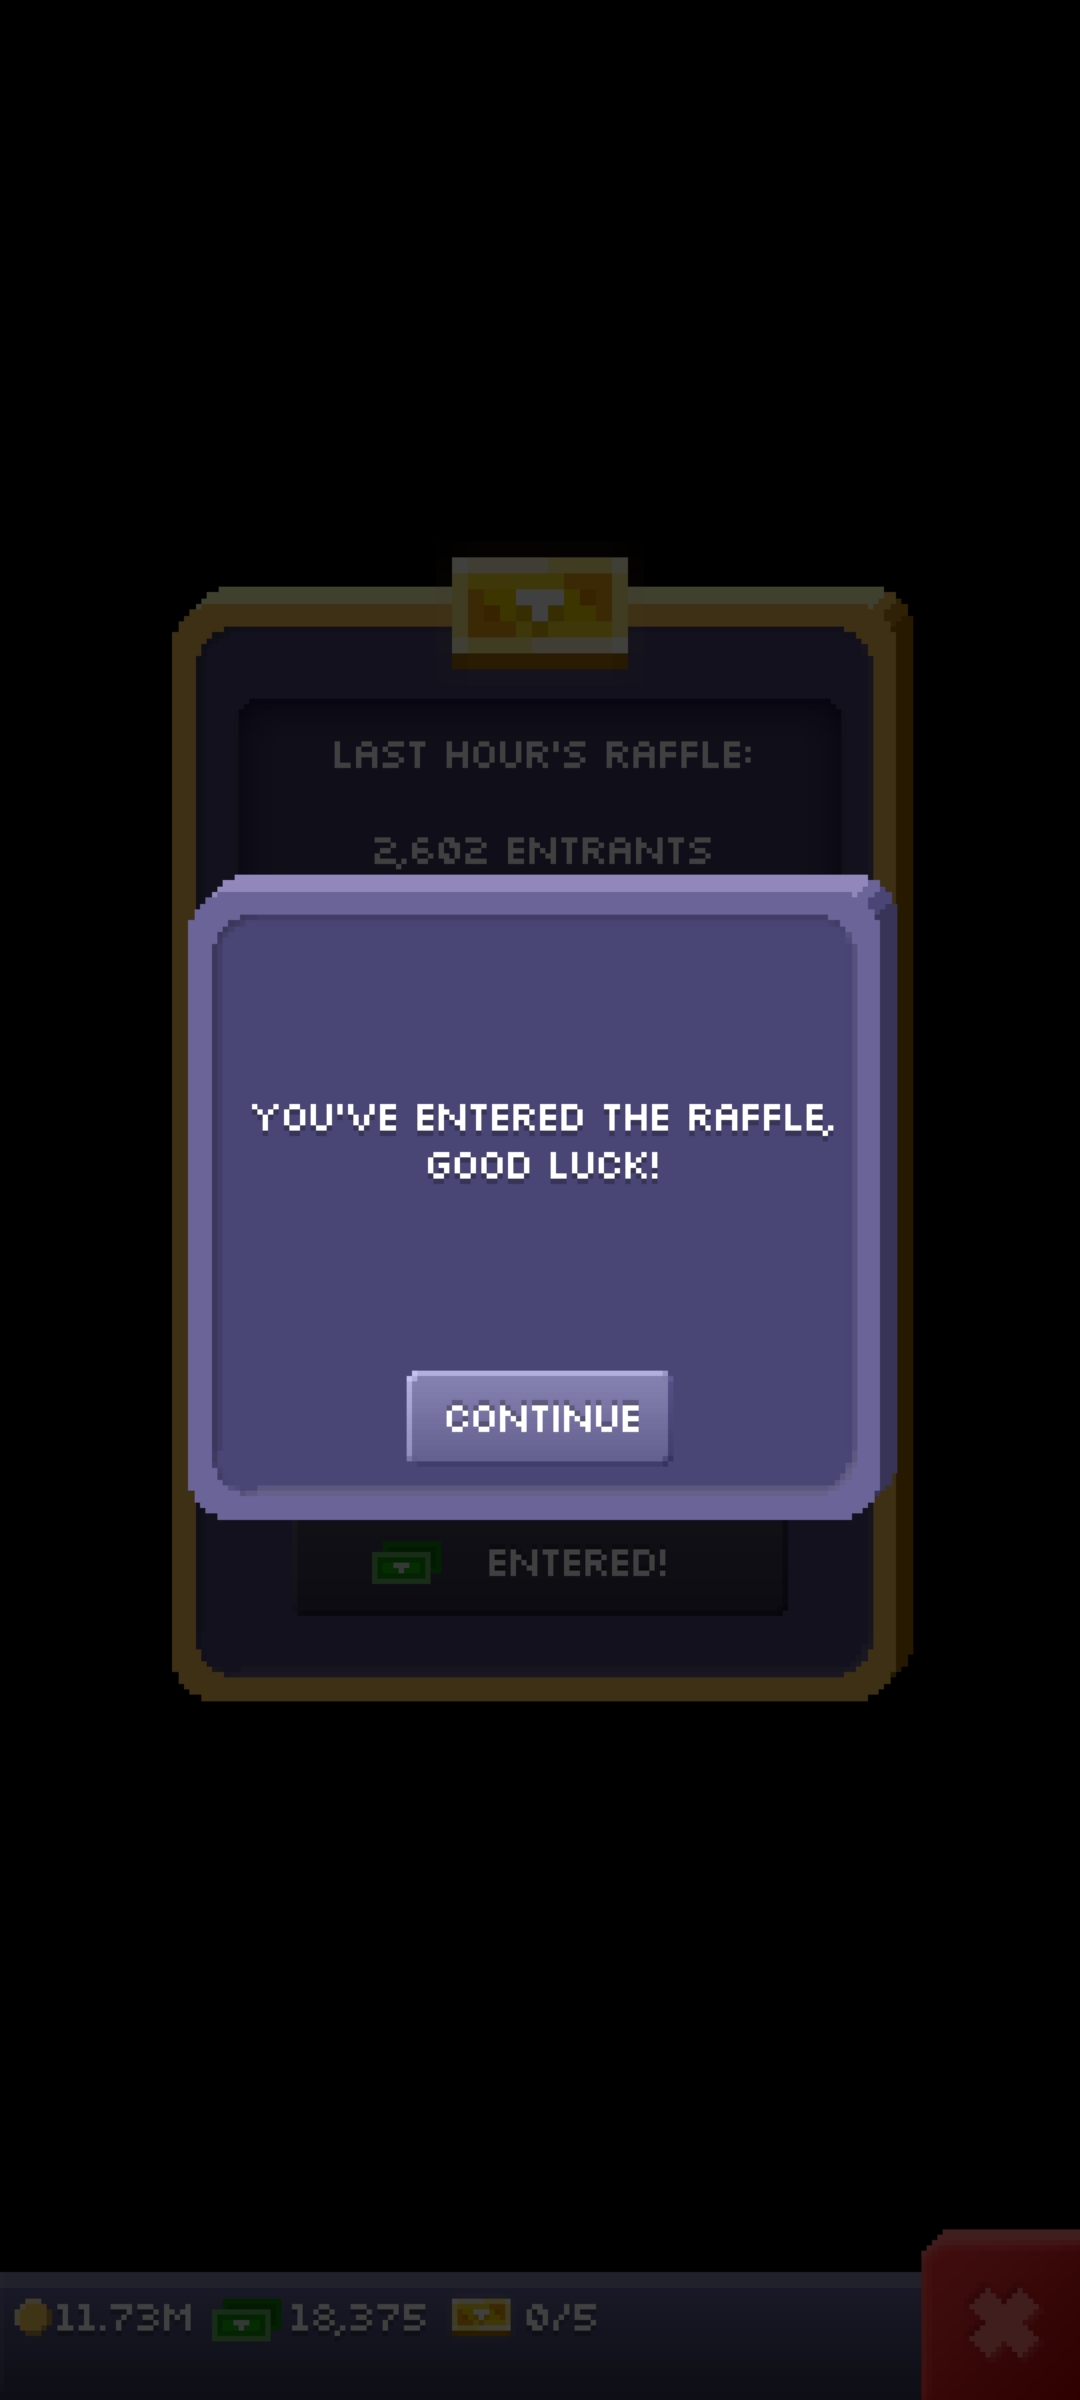 LAST HOUR'S RAFFLE:
2,602 ENTRANTS
YOU'VE ENTERED THE RAFFLE,
GOOD LUCK!
CONTINUE
ENTERED!
11.73M 18,375 0/5